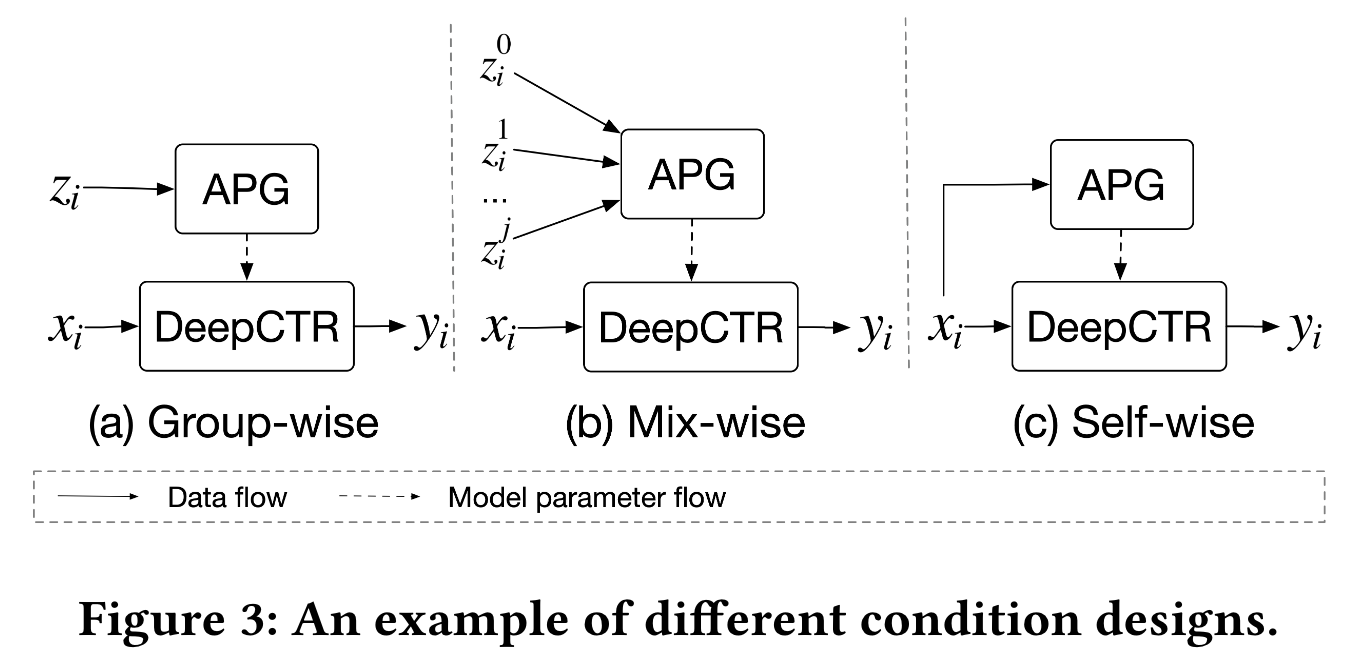 z_i
APG
x_i
DeepCTR
y_i
(a) Group-wise
z_i^0
z_i^1
...
z_i^j
APG
x_i
DeepCTR
y_i
(b) Mix-wise
APG
x_i
DeepCTR
y_i
(c) Self-wise
Data flow
Model parameter flow
Figure 3: An example of different condition designs.